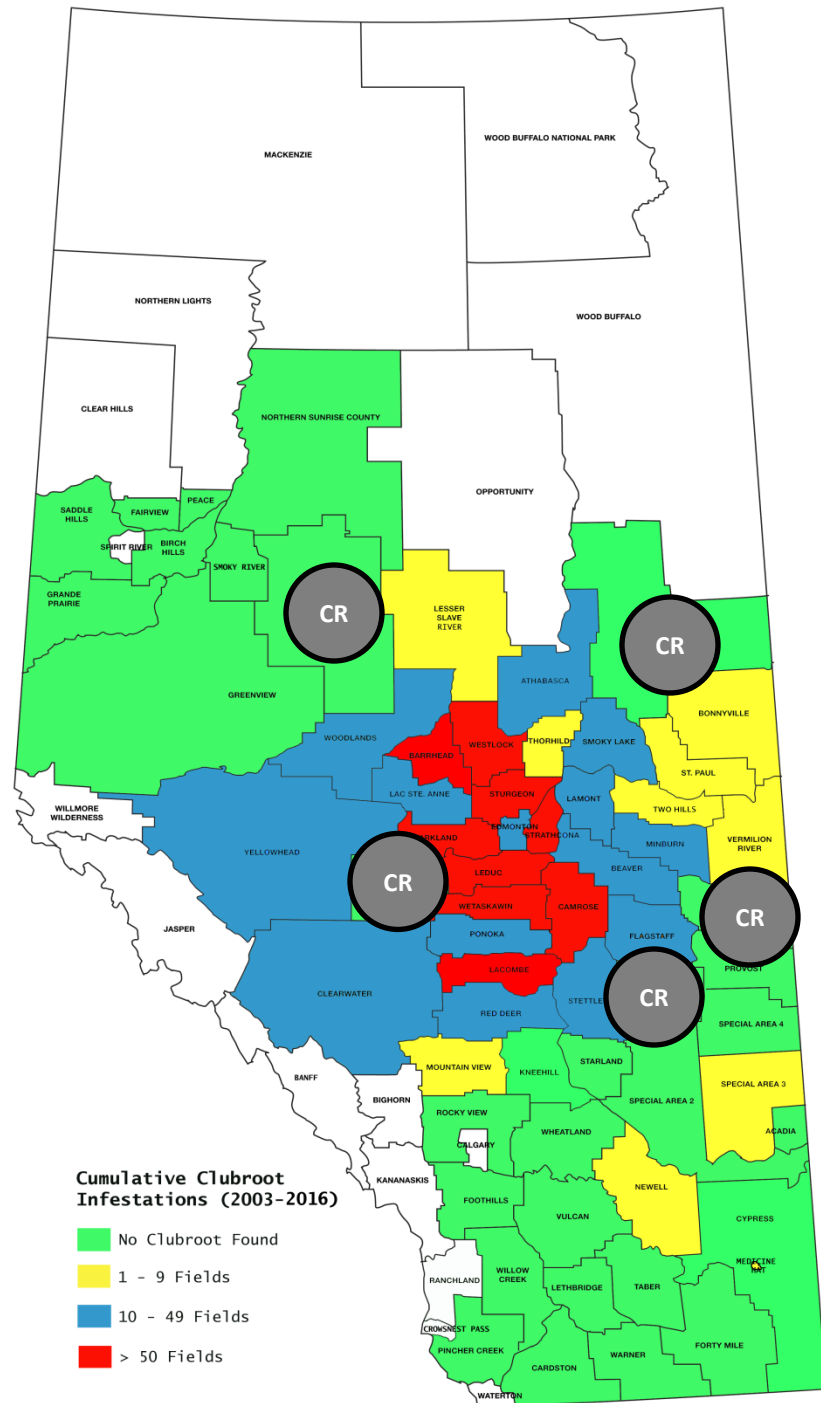 WOOD BUFFALO NATIONAL PARK
MACKENZIE
NORTHERN LIGHTS
WOOD BUFFALO
CLEAR HILLS
NORTHERN SUNRISE COUNTY
OPPORTUNITY
PEACE
SADDLE
HILLS
FAIRVIEW
SPIRIT RIVER
BIRCH
HILLS
SMOKY RIVER
GRANDE
PRAIRIE
CR
LESSER
SLAVE
RIVER
CR
ATHABASCA
GREENVIEW
BONNYVILLE
WOODLANDS
BARRHEAD
WESTLOCK
THORHILD
SMOKY LAKE
ST. PAUL
LAC STE. ANNE
STURGEON
LAMONT
TWO HILLS
WILLMORE
WILDERNESS
EDMONTON
STRATHCONA
ARKLAND
VERMILION
RIVER
MINBURN
YELLOWHEAD
BEAVER
LEDUC
CR
WETASKIWIN
CAMROSE
CR
JASPER
PONOKA
FLAGSTAFF
PROVOST
LACOMBE
CLEARWATER
STETTLE
CR
RED DEER
SPECIAL AREA 4
STARLAND
MOUNTAIN VIEW
KNEEHILL
BANFF
SPECIAL AREA 3
BIGHORN
SPECIAL AREA 2
ROCKY VIEW
WHEATLAND
ACADIA
CALGARY
KANANASKIS
NEWELL
FOOTHILLS
VULCAN
CYPRESS
MEDICINE
HAT
RANCHLAND
WILLOW
CREEK
LETHBRIDGE
TABER
CROWSNEST PASS
PINCHER CREEK
FORTY MILE
WARNER
CARDSTON
WATERTON
Cumulative Clubroot
Infestations (2003-2016)
No Clubroot Found
1 - 9 Fields
10 - 49 Fields
> 50 Fields